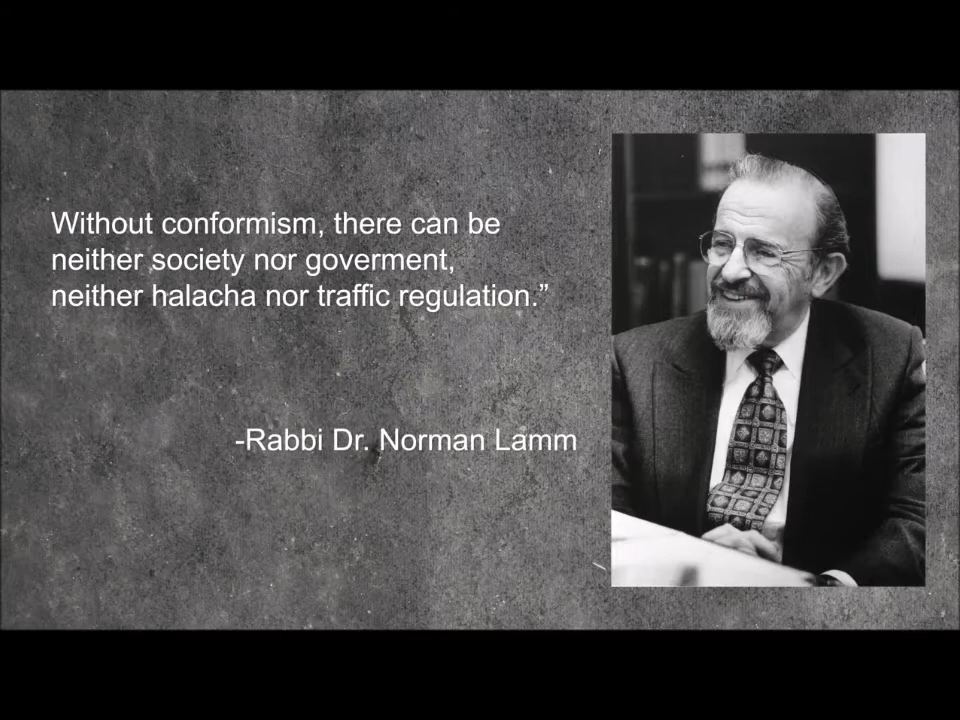 Without conformism, there can be
neither society nor goverment,
neither halacha nor traffic regulation.”
-Rabbi Dr. Norman Lamm